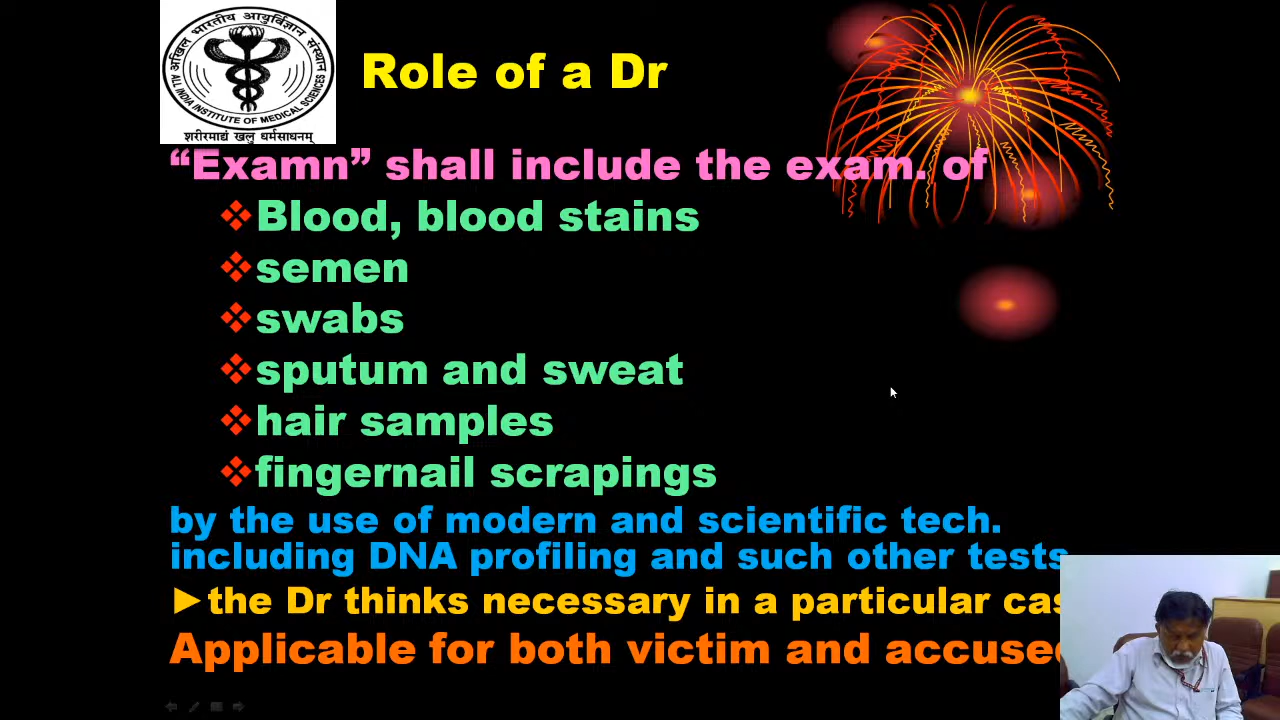 अखिल भारतीय आयुर्विज्ञान संस्थान
ALL INDIA INSTITUTE OF MEDICAL SCIENCES
शरीरमाद्यं खलु धर्मसाधनम्
Role of a Dr
“Examn” shall include the exam. of
Blood, blood stains
semen
swabs
sputum and sweat
hair samples
fingernail scrapings
by the use of modern and scientific tech.
including DNA profiling and such other tests
►the Dr thinks necessary in a particular cas
Applicable for both victim and accused